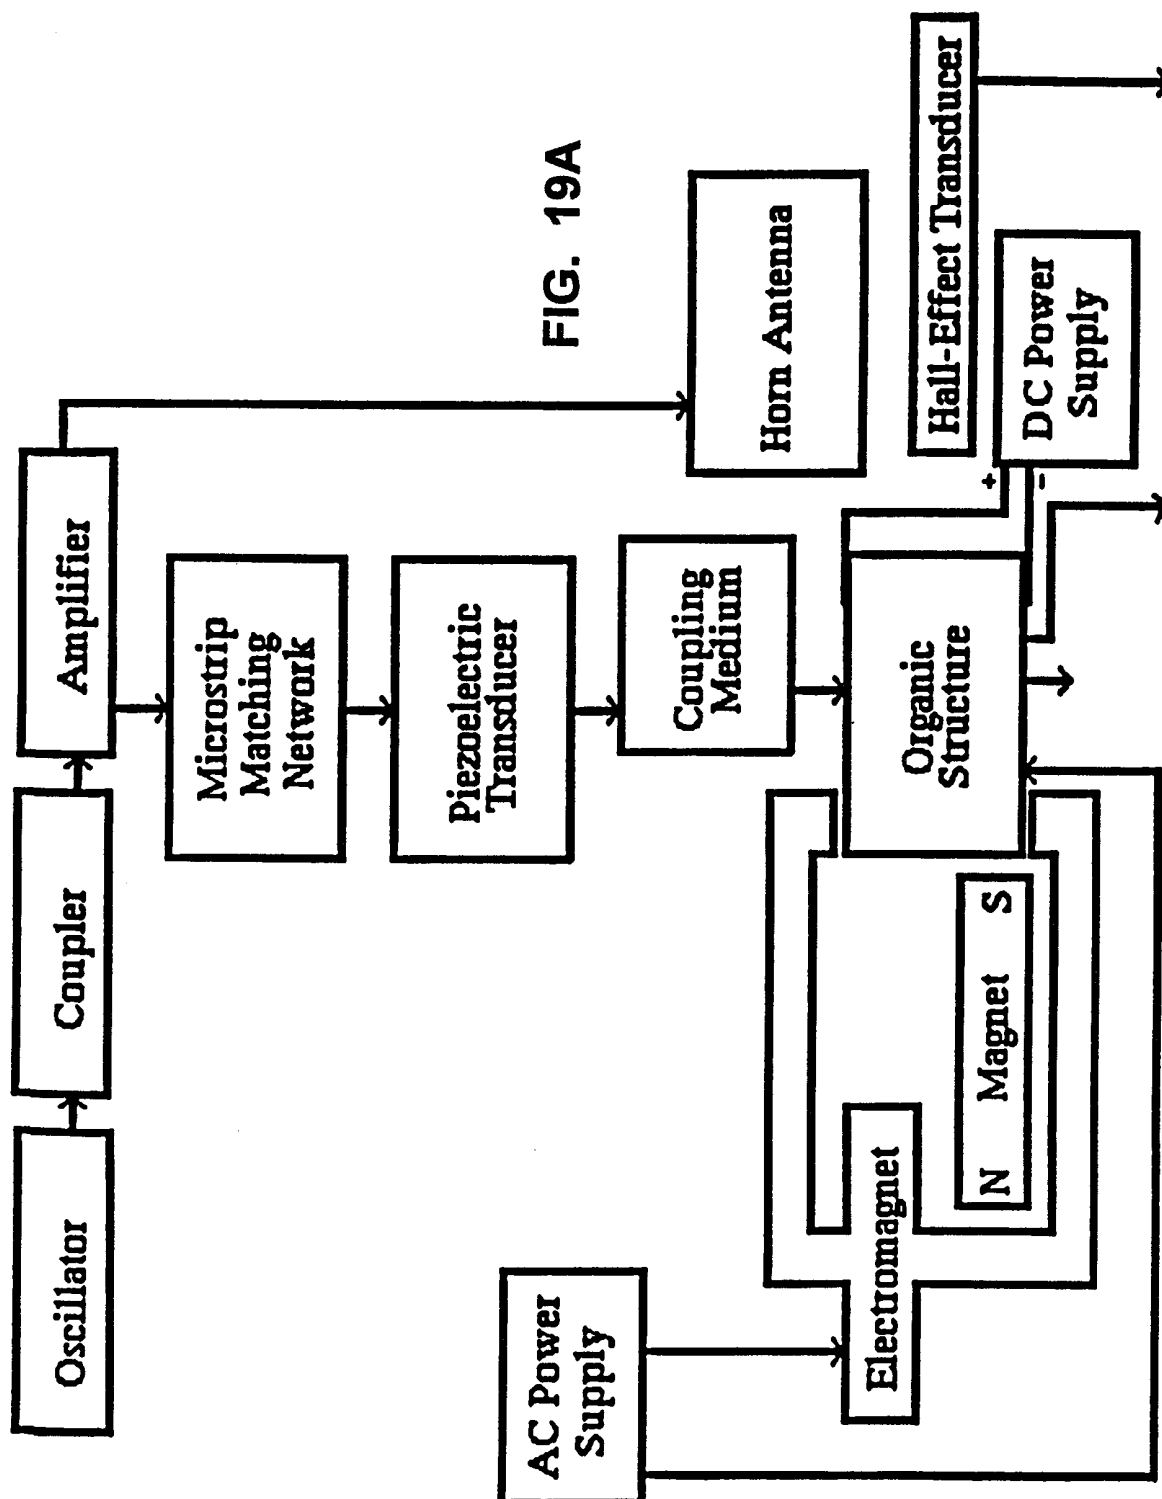 Oscillator
Coupler
Amplifier
Microstrip
Matching
Network
Piezoelectric
Transducer
FIG. 19A
Coupling
Medium
Horn Antenna
AC Power
Supply
Electromagnet
N Magnet S
Organic
Structure
+
-
Hall-Effect Transducer
DC Power
Supply